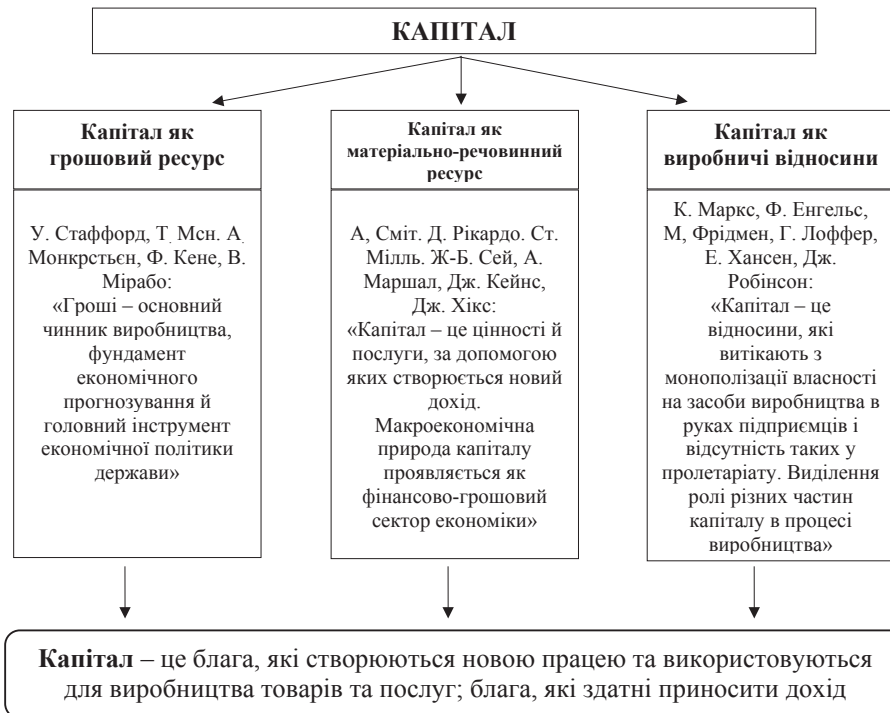 КАПІТАЛ
Капітал як
грошовий ресурс
У. Стаффорд, Т. Мсн. А.
Монкрстьєн, Ф. Кене, В.
Мірабо:
«Гроші – основний
чинник виробництва,
фундамент
економічного
прогнозування й
головний інструмент
економічної політики
держави»
Капітал як
матеріально-речовинний
ресурс
А, Сміт. Д. Рікардо. Ст.
Мілль. Ж-Б. Сей, А.
Маршал, Дж. Кейнс,
Дж. Хікс:
«Капітал – це цінності й
послуги, за допомогою
яких створюється новий
дохід.
Макроекономічна
природа капіталу
проявляється як
фінансово-грошовий
сектор економіки»
Капітал як
виробничі відносини
К. Маркс, Ф. Енгельс,
М, Фрідмен, Г. Лоффер,
Е. Хансен, Дж.
Робінсон:
«Капітал – це
відносини, які
витікають з
монополізації власності
на засоби виробництва в
руках підприємців і
відсутність таких у
пролетаріату. Виділення
ролі різних частин
капіталу в процесі
виробництва»
Капітал – це блага, які створюються новою працею та використовуються
для виробництва товарів та послуг; блага, які здатні приносити дохід